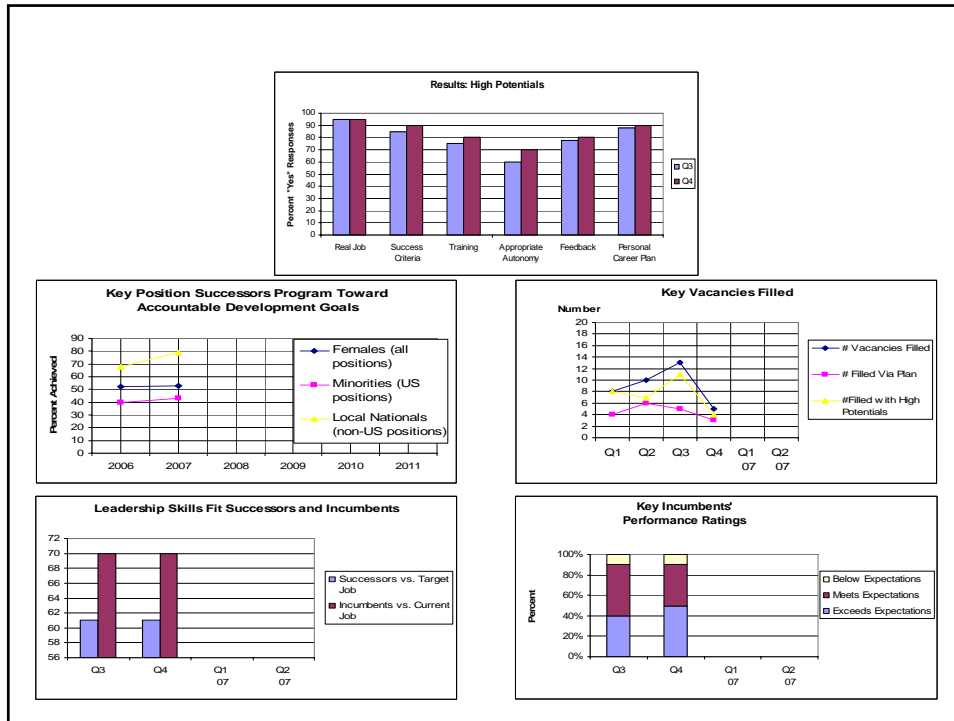 Results: High Potentials
Percent "Yes" Responses
100
90
80
70
60
50
40
30
20
10
0
Real Job
Success
Criteria
Training
Appropriate
Autonomy
Feedback
Personal
Career Plan
Q3
Q4
Key Position Successors Program Toward
Accountable Development Goals
Percent Achieved
90
80
70
60
50
40
30
20
10
0
2006 2007 2008 2009 2010 2011
Females (all
positions)
Minorities (US
positions)
Local Nationals
(non-US positions)
Key Vacancies Filled
Number
20
18
16
14
12
10
8
6
4
2
0
Q1 Q2 Q3 Q4 Q1 Q2
07 07
# Vacancies Filled
# Filled Via Plan
#Filled with High
Potentials
Leadership Skills Fit Successors and Incumbents
72
70
68
66
64
62
60
58
56
Q3 Q4 Q1 Q2
07 07
Successors vs. Target
Job
Incumbents vs. Current
Job
Key Incumbents'
Performance Ratings
Percent
100%
80%
60%
40%
20%
0%
Q3 Q4 Q1 Q2
07 07
Below Expectations
Meets Expectations
Exceeds Expectations